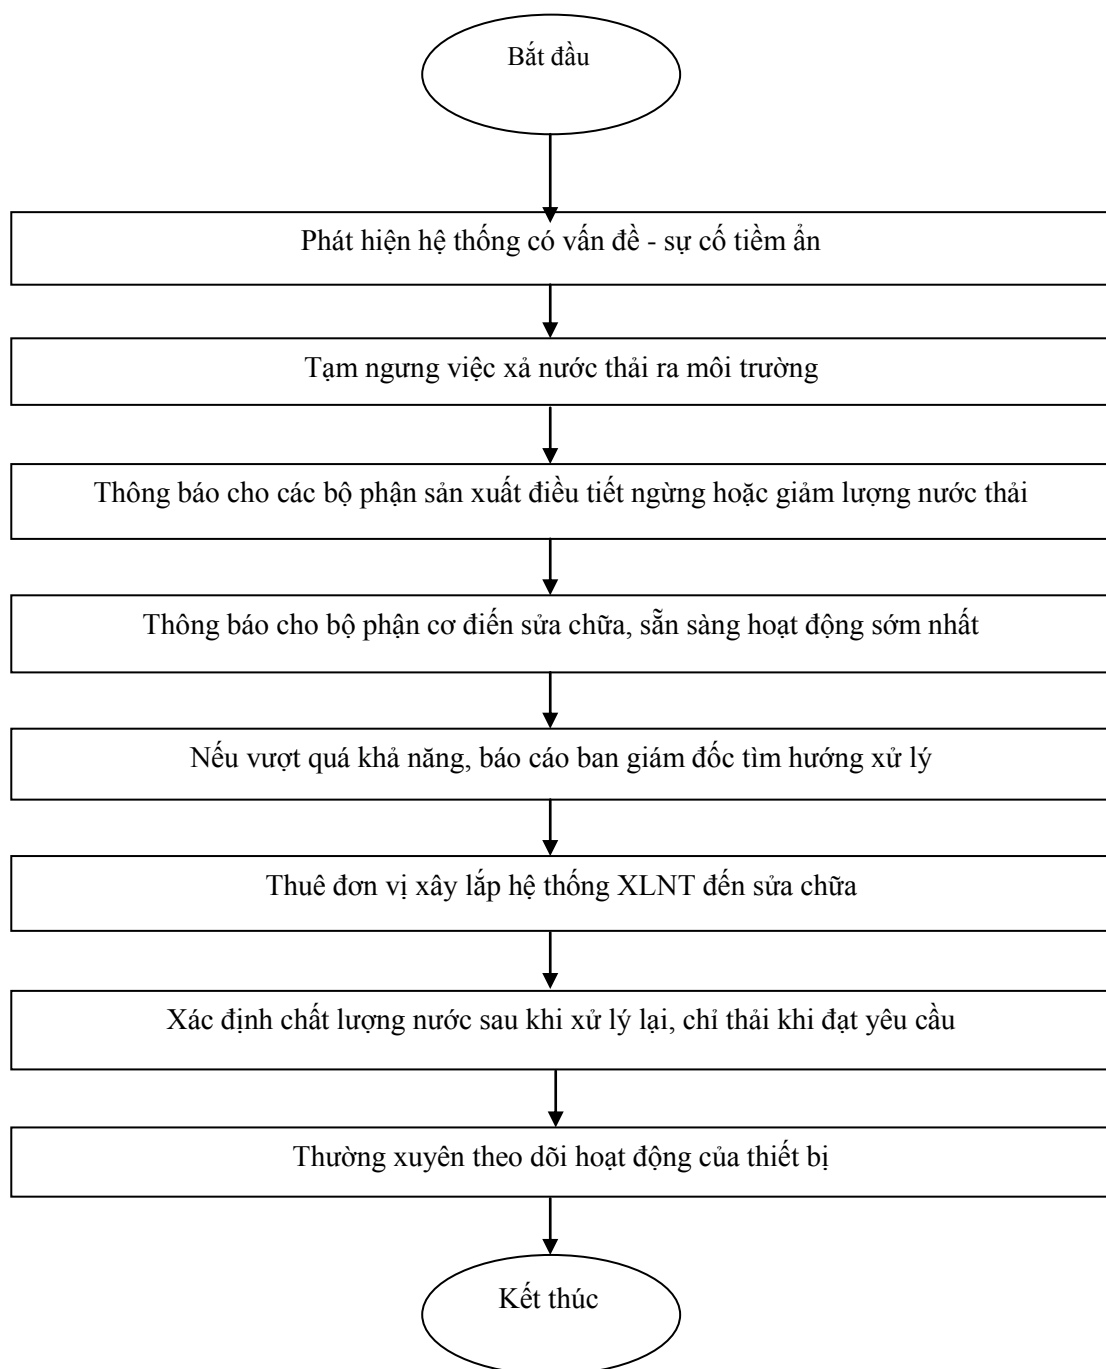 Bắt đầu
Phát hiện hệ thống có vấn đề - sự cố tiềm ẩn
Tạm ngưng việc xả nước thải ra môi trường
Thông báo cho các bộ phận sản xuất điều tiết ngừng hoặc giảm lượng nước thải
Thông báo cho bộ phận cơ điến sửa chữa, sẵn sàng hoạt động sớm nhất
Nếu vượt quá khả năng, báo cáo ban giám đốc tìm hướng xử lý
Thuê đơn vị xây lắp hệ thống XLNT đến sửa chữa
Xác định chất lượng nước sau khi xử lý lại, chỉ thải khi đạt yêu cầu
Thường xuyên theo dõi hoạt động của thiết bị
Kết thúc